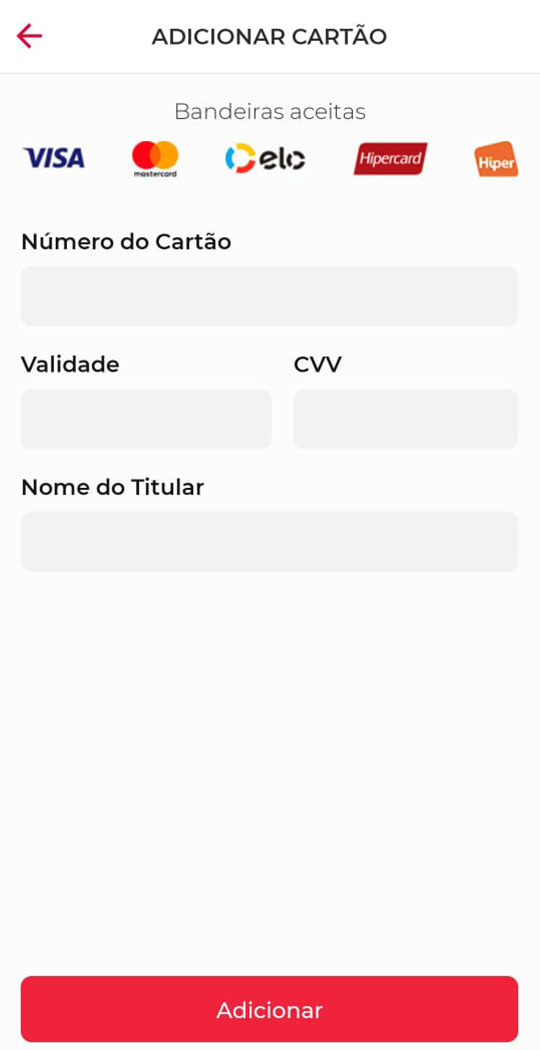 ADICIONAR CARTÃO
Bandeiras aceitas
VISA mastercard elo Hipercard Hiper
Número do Cartão
Validade CVV
Nome do Titular
Adicionar